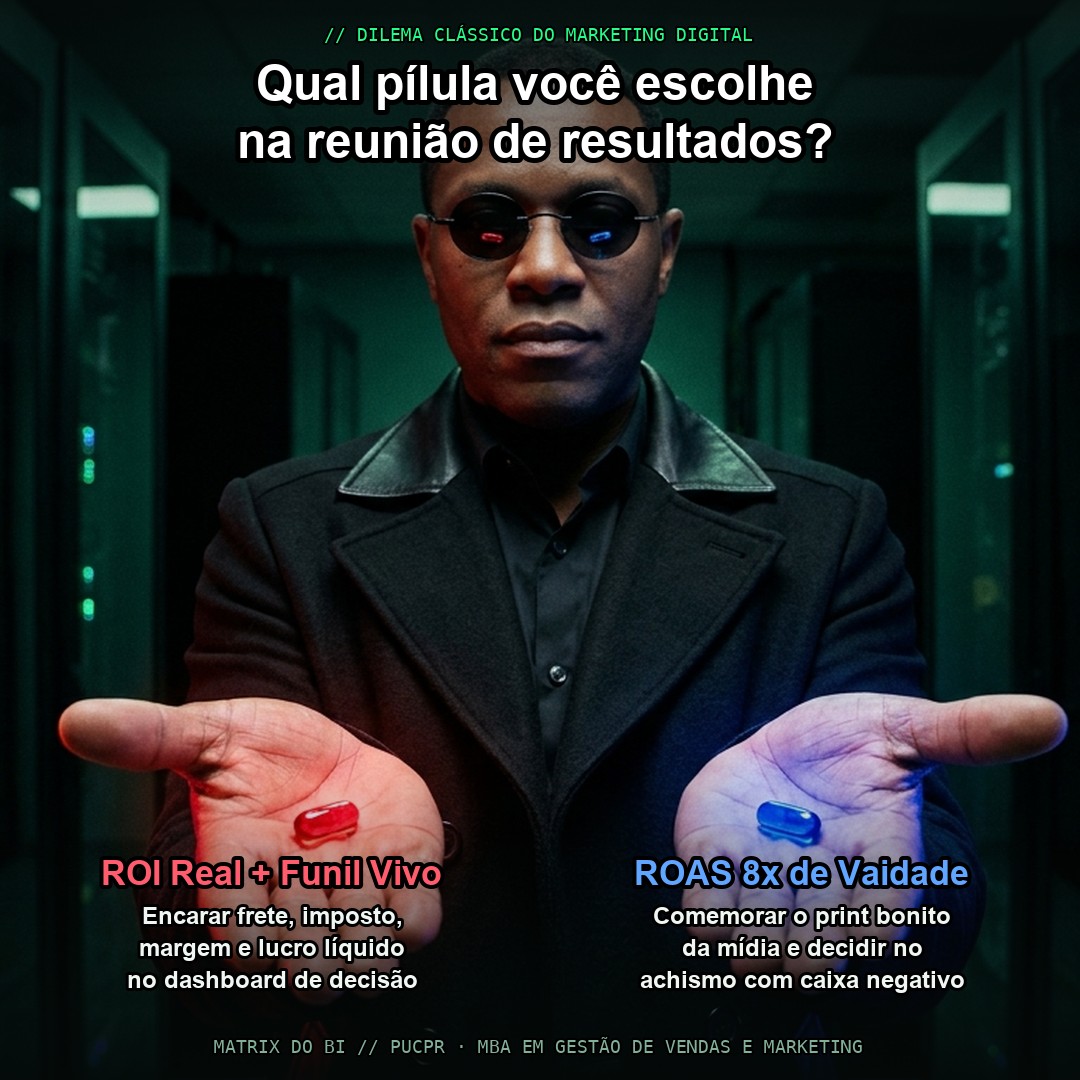 // DILEMA CLÁSSICO DO MARKETING DIGITAL
Qual pílula você escolhe
na reunião de resultados?
ROI Real + Funil Vivo
Encarar frete, imposto,
margem e lucro líquido
no dashboard de decisão
ROAS 8x de Vaidade
Comemorar o print bonito
da mídia e decidir no
achismo com caixa negativo
MATRIX DO BI // PUCPR · MBA EM GESTÃO DE VENDAS E MARKETING